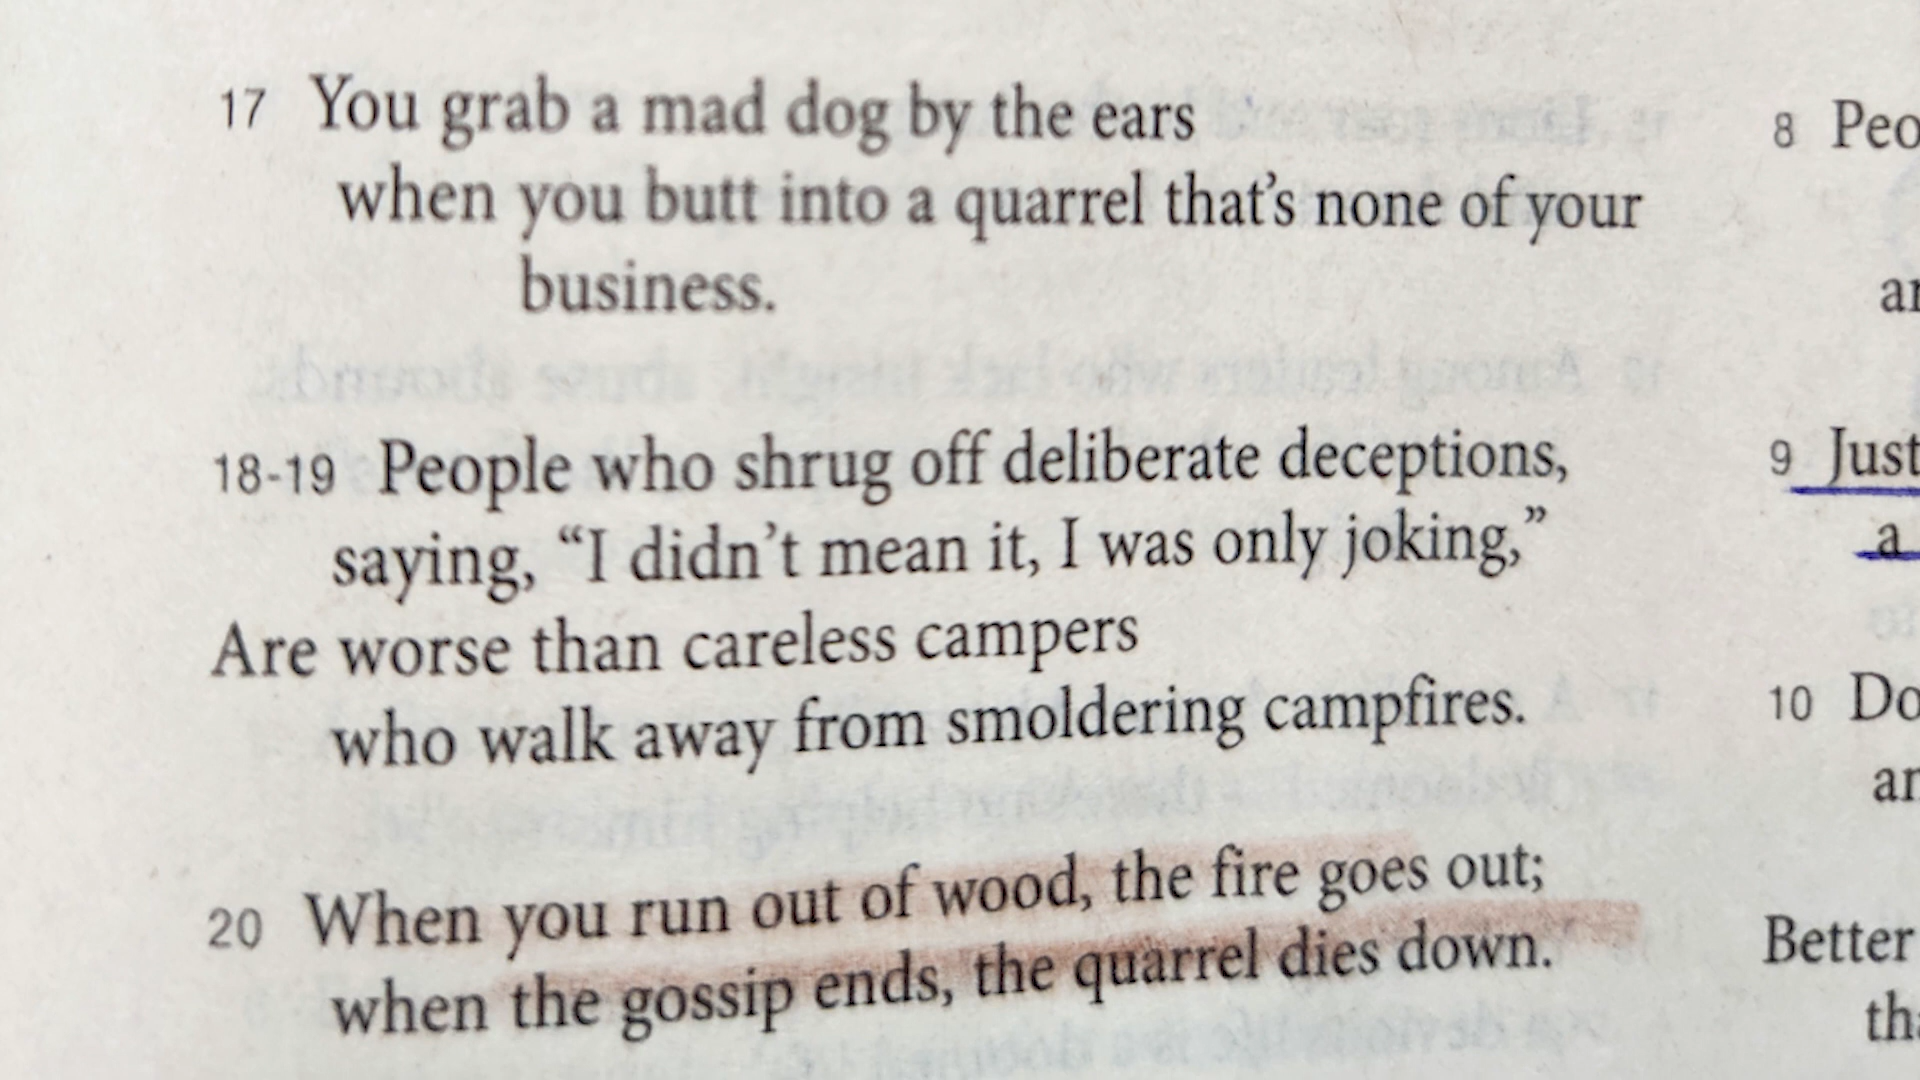 17 You grab a mad dog by the ears
when you butt into a quarrel that's none of your
business.
18-19 People who shrug off deliberate deceptions,
saying, “I didn't mean it, I was only joking,”
Are worse than careless campers
who walk away from smoldering campfires.
20 When you run out of wood, the fire goes out;
when the gossip ends, the quarrel dies down.
8
9 Just
a
10 Do
Better